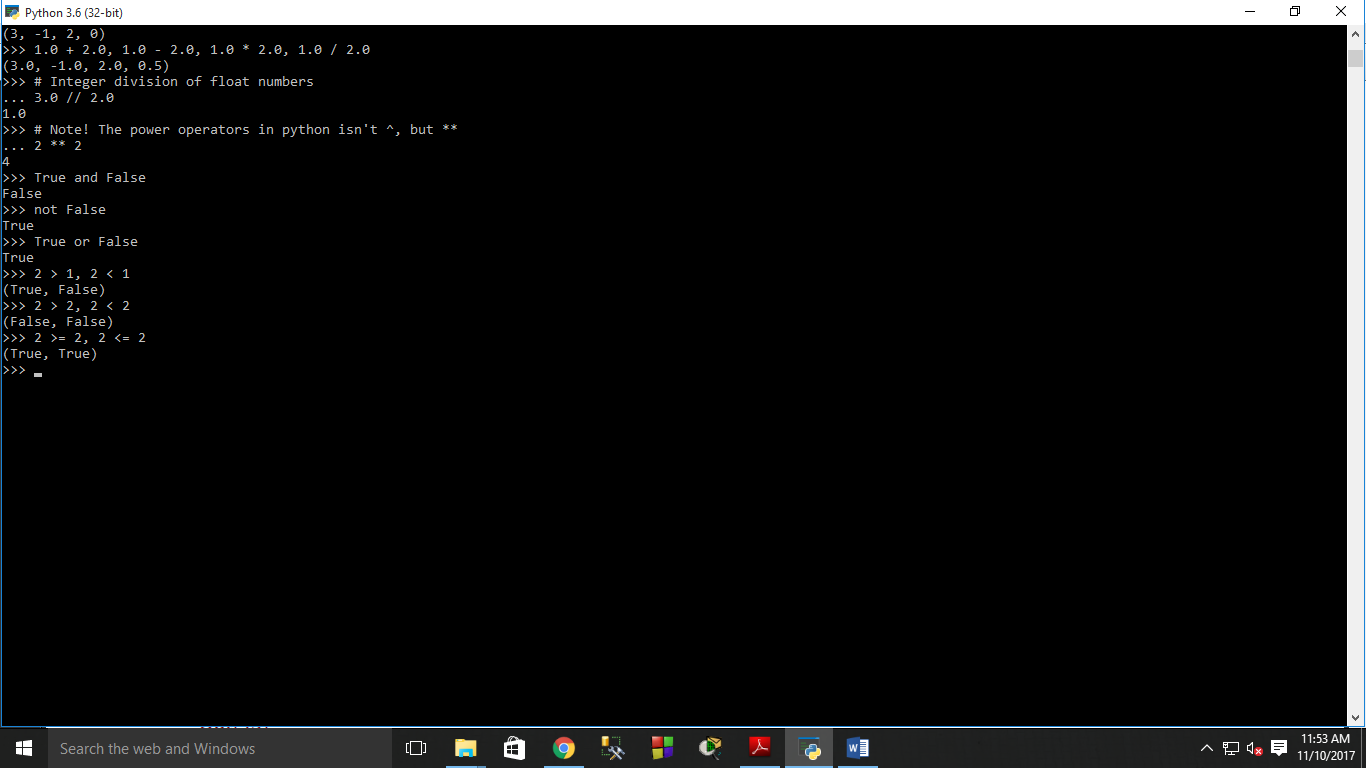 Python 3.6 (32-bit)
(3, -1, 2, 0)
>>> 1.0 + 2.0, 1.0 - 2.0, 1.0 * 2.0, 1.0 / 2.0
(3.0, -1.0, 2.0, 0.5)
>>> # Integer division of float numbers
... 3.0 // 2.0
1.0
>>> # Note! The power operators in python isn't ^, but **
... 2 ** 2
4
>>> True and False
False
>>> not False
True
>>> True or False
True
>>> 2 > 1, 2 < 1
(True, False)
>>> 2 > 2, 2 < 2
(False, False)
>>> 2 >= 2, 2 <= 2
(True, True)
>>>
Search the web and Windows
11:53 AM
11/10/2017